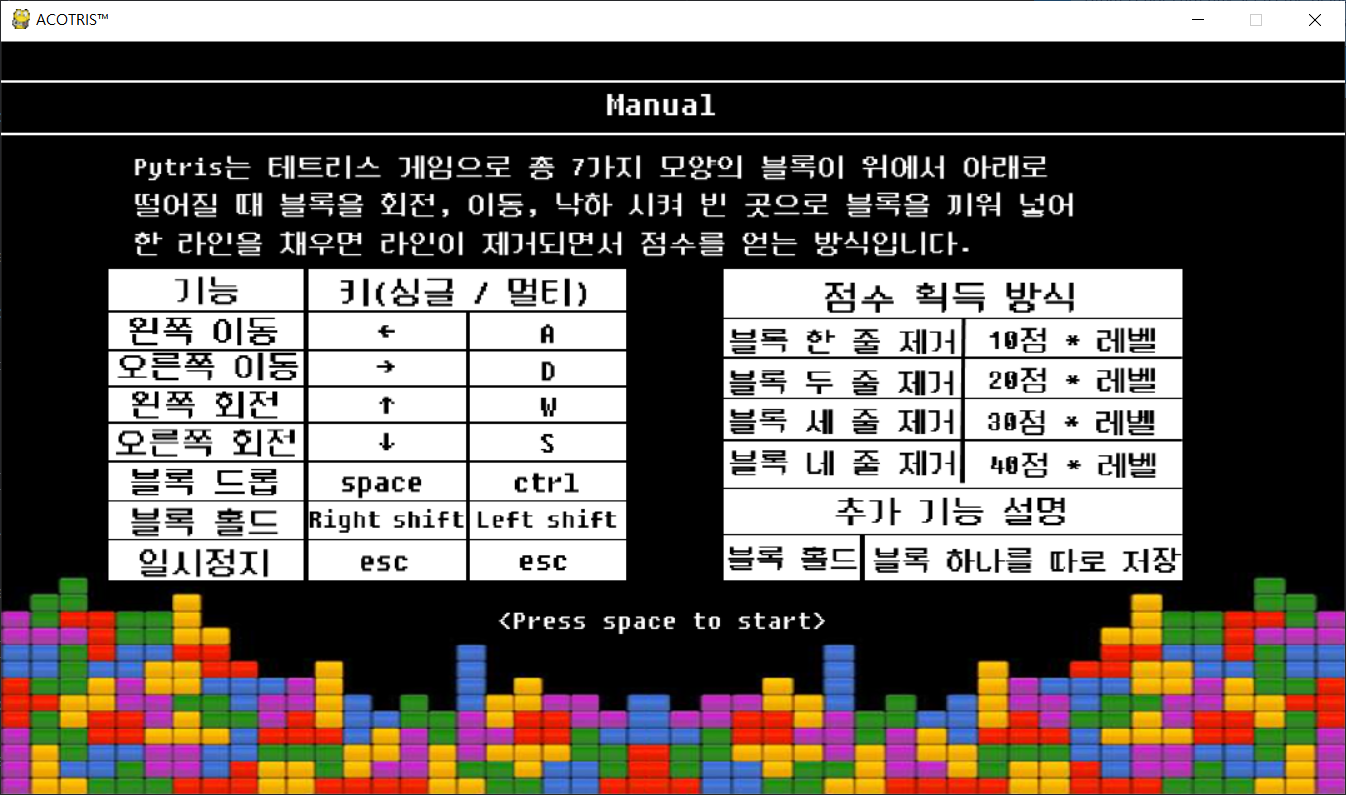 ACOTRIS™
Manual
Pytris는 테트리스 게임으로 총 7가지 모양의 블록이 위에서 아래로
떨어질 때 블록을 회전, 이동, 낙하 시켜 빈 곳으로 블록을 끼워 넣어
한 라인을 채우면 라인이 제거되면서 점수를 얻는 방식입니다.
기능 키(싱글 / 멀티)
왼쪽 이동 ← A
오른쪽 이동 → D
왼쪽 회전 ↑ W
오른쪽 회전 ↓ S
블록 드롭 space ctrl
블록 홀드 Right shift Left shift
일시정지 esc esc
점수 획득 방식
블록 한 줄 제거 10점 * 레벨
블록 두 줄 제거 20점 * 레벨
블록 세 줄 제거 30점 * 레벨
블록 네 줄 제거 40점 * 레벨
추가 기능 설명
블록 홀드 블록 하나를 따로 저장
<Press space to start>